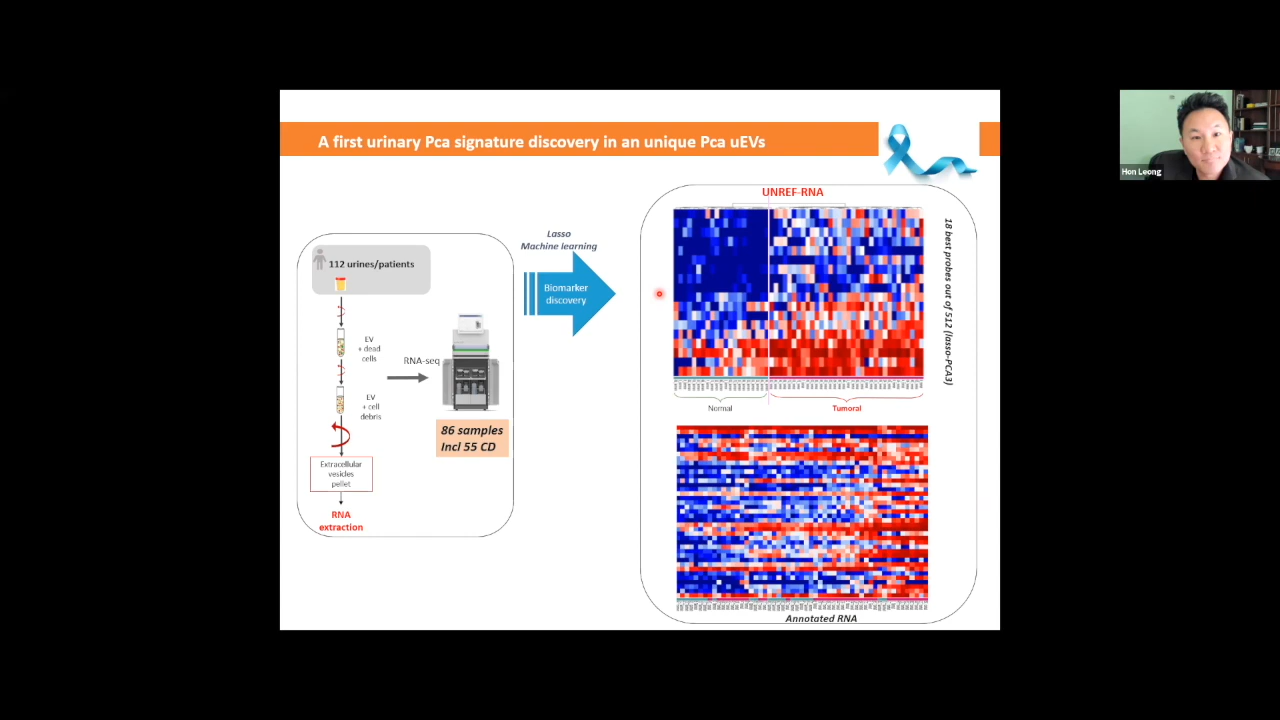 A first urinary Pca signature discovery in an unique Pca uEVs
Hon Leong
112 urines/patients
EV
+ dead
cells
EV
+ cell
debris
Extracellular
vesicles
pellet
RNA
extraction
RNA-seq
86 samples
Incl 55 CD
Lasso
Machine learning
Biomarker
discovery
UNREF-RNA
18 best probes out of 512 (lasso-PCA3)
Normal
Tumoral
Annotated RNA